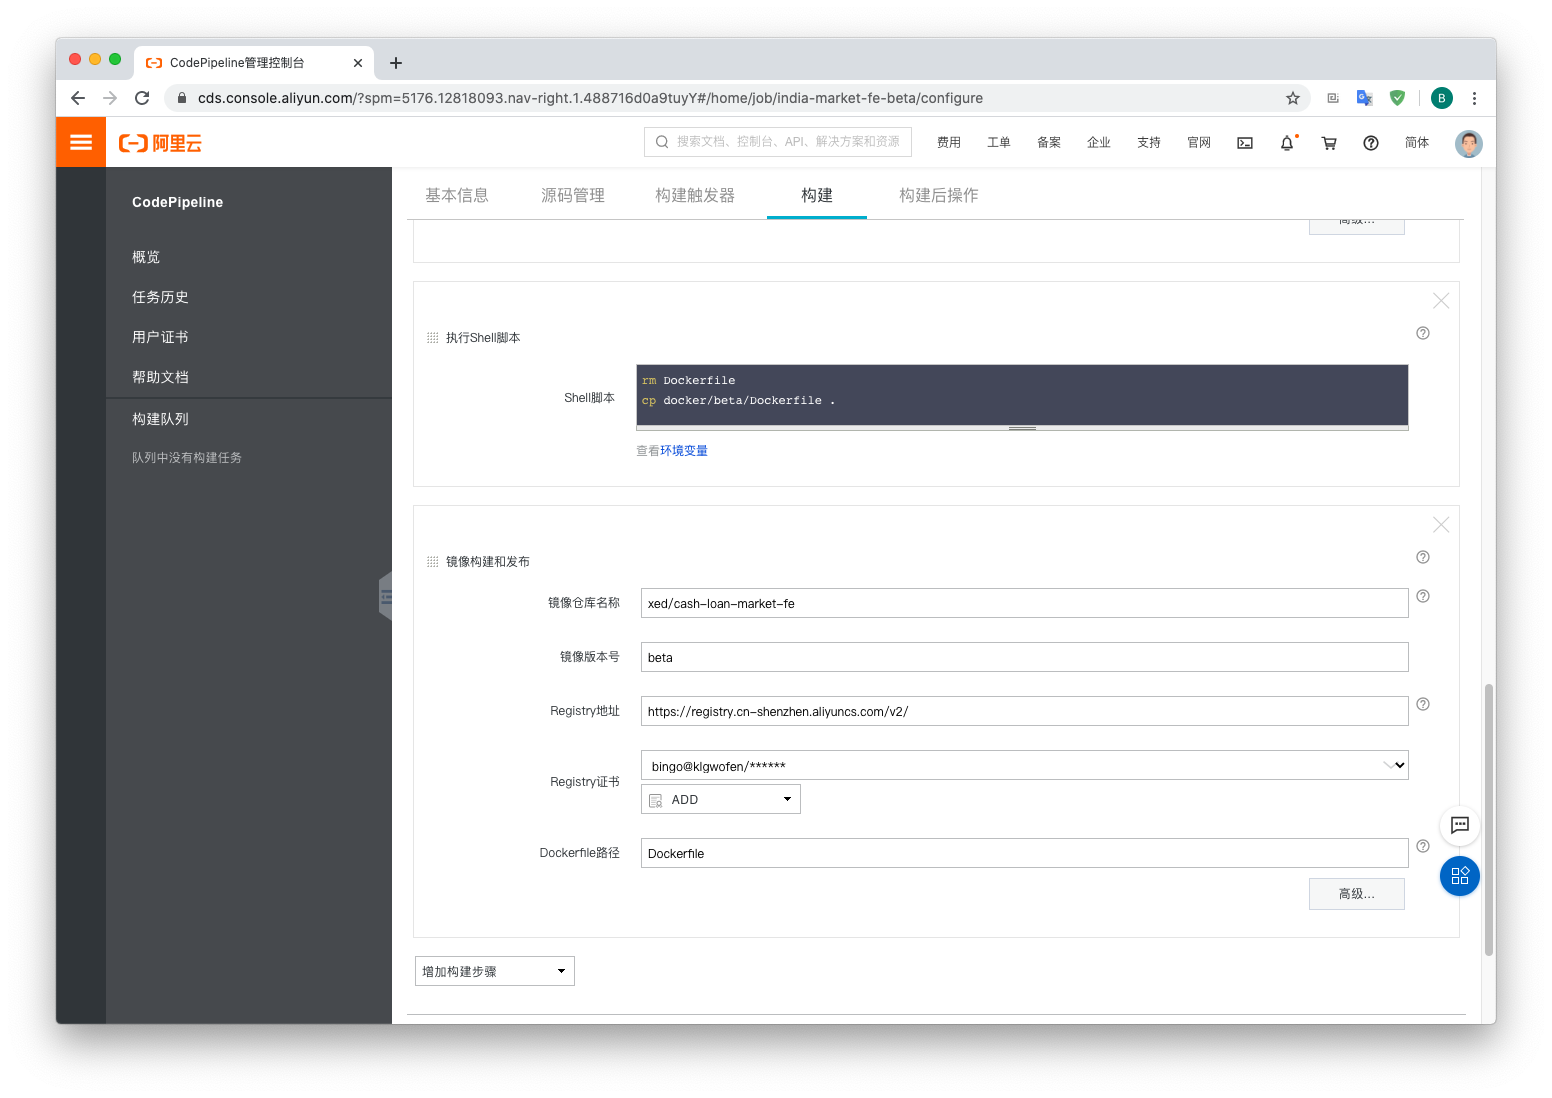 CodePipeline管理控制台
cds.console.aliyun.com/?spm=5176.12818093.nav-right.1.488716d0a9tuyY#/home/job/india-market-fe-beta/configure
B
阿里云
搜索文档、控制台、API、解决方案和资源
费用
工单
备案
企业
支持
官网
简体
CodePipeline
概览
任务历史
用户证书
帮助文档
构建队列
队列中没有构建任务
基本信息
源码管理
构建触发器
构建
构建后操作
高级...
执行Shell脚本
Shell脚本
rm Dockerfile
cp docker/beta/Dockerfile .
查看环境变量
镜像构建和发布
镜像仓库名称
xed/cash-loan-market-fe
镜像版本号
beta
Registry地址
https://registry.cn-shenzhen.aliyuncs.com/v2/
Registry证书
bingo@klgwofen/******
ADD
Dockerfile路径
Dockerfile
高级...
增加构建步骤